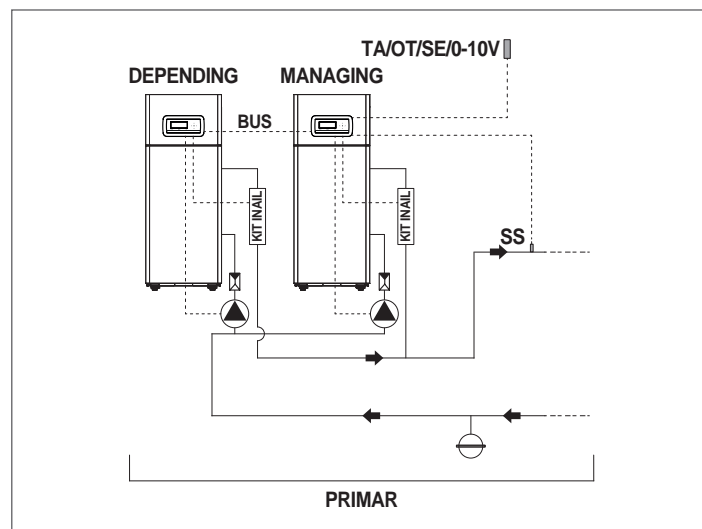 TA/OT/SE/0-10V
DEPENDING
MANAGING
BUS
KIT INAIL
KIT INAIL
SS
PRIMAR